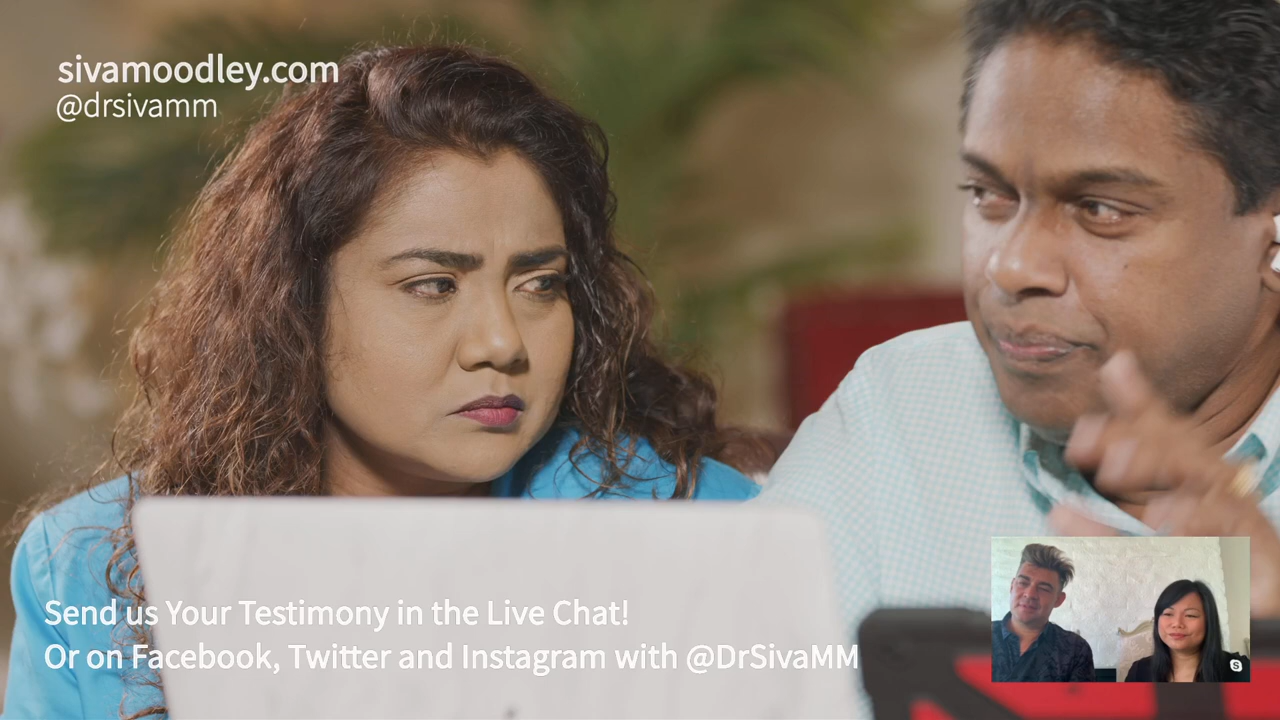 sivamoodley.com
@drsivamm
Send us Your Testimony in the Live Chat!
Or on Facebook, Twitter and Instagram with @DrSivaMM